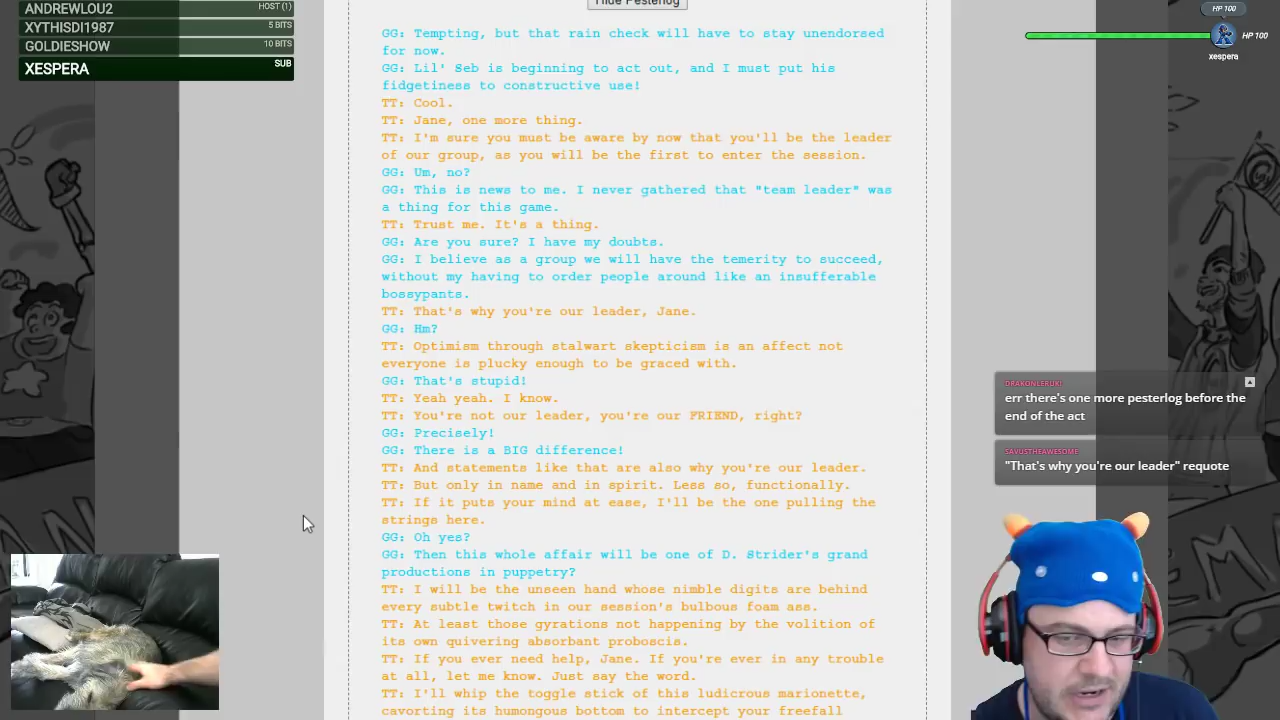 ANDREWLOU2 HOST (1)
XYTHISDI1987 5 BITS
GOLDIESHOW 10 BITS
XESPERA SUB
HP 100
HP 100
xespera
Hide Pesterlog
GG: Tempting, but that rain check will have to stay unendorsed
for now.
GG: Lil' Seb is beginning to act out, and I must put his
fidgetiness to constructive use!
TT: Cool.
TT: Jane, one more thing.
TT: I'm sure you must be aware by now that you'll be the leader
of our group, as you will be the first to enter the session.
GG: Um, no?
GG: This is news to me. I never gathered that "team leader" was
a thing for this game.
TT: Trust me. It's a thing.
GG: Are you sure? I have my doubts.
GG: I believe as a group we will have the temerity to succeed,
without my having to order people around like an insufferable
bossypants.
TT: That's why you're our leader, Jane.
GG: Hm?
TT: Optimism through stalwart skepticism is an affect not
everyone is plucky enough to be graced with.
GG: That's stupid!
TT: Yeah yeah. I know.
TT: You're not our leader, you're our FRIEND, right?
GG: Precisely!
GG: There is a BIG difference!
TT: And statements like that are also why you're our leader.
TT: But only in name and in spirit. Less so, functionally.
TT: If it puts your mind at ease, I'll be the one pulling the
strings here.
GG: Oh yes?
GG: Then this whole affair will be one of D. Strider's grand
productions in puppetry?
TT: I will be the unseen hand whose nimble digits are behind
every subtle twitch in our session's bulbous foam ass.
TT: At least those gyrations not happening by the volition of
its own quivering absorbant proboscis.
TT: If you ever need help, Jane. If you're ever in any trouble
at all, let me know. Just say the word.
TT: I'll whip the toggle stick of this ludicrous marionette,
cavorting its humongous bottom to intercept your freefall
DRAKONLERUKI
err there's one more pesterlog before the
end of the act
SAVUSTHEAWESOME
"That's why you're our leader" requote